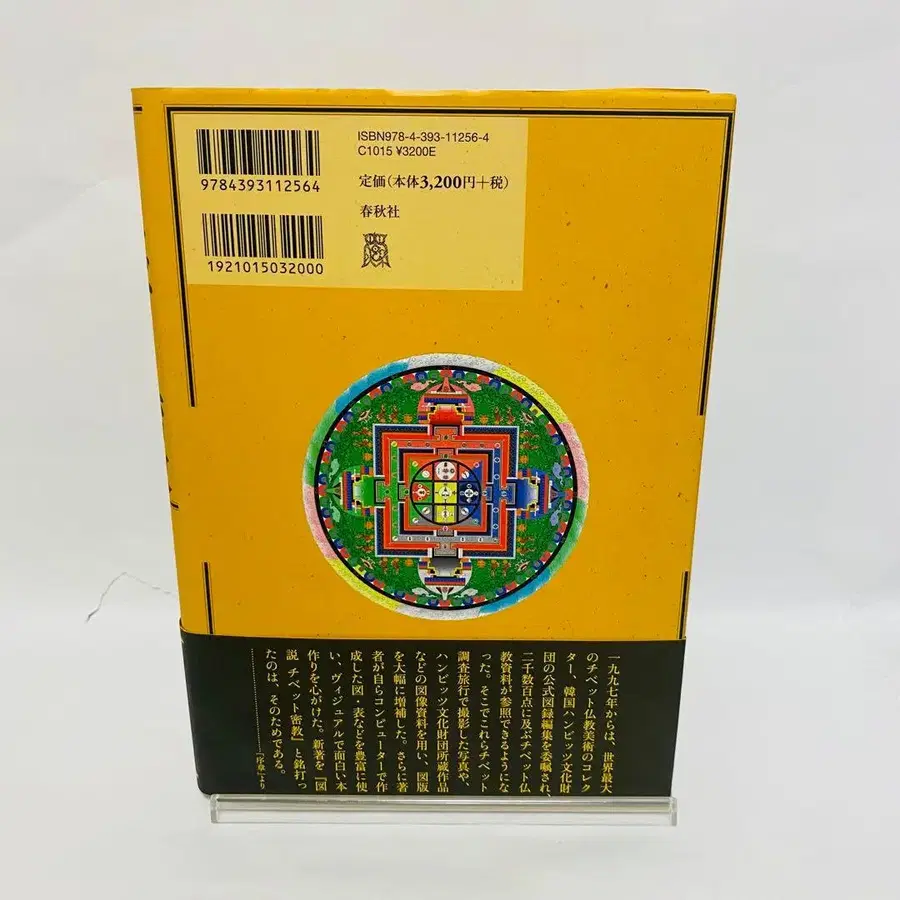 ISBN978-4-393-11256-4
C1015 ¥3200E
9784393112564
定価(本体3,200円+税)
春秋社
1921015032000
一九九七年からは、世界最大
のチベット仏教美術のコレク
ター、韓国ハンビッツ文化財
団の公式図録編集を委嘱され、
二千数百点に及ぶチベット仏
教資料が参照できるようにな
った。そこでこれらチベット
調査旅行で撮影した写真や、
ハンビッツ文化財団所蔵作品
などの図像資料を用い、図版
を大幅に増補した。さらに著
者が自らコンピューターで作
成した図・表などを豊富に使
い、ヴィジュアルで面白い本
作りを心がけた。新著を『図
説 チベット密教』と銘打っ
たのは、そのためである。
「序章」より